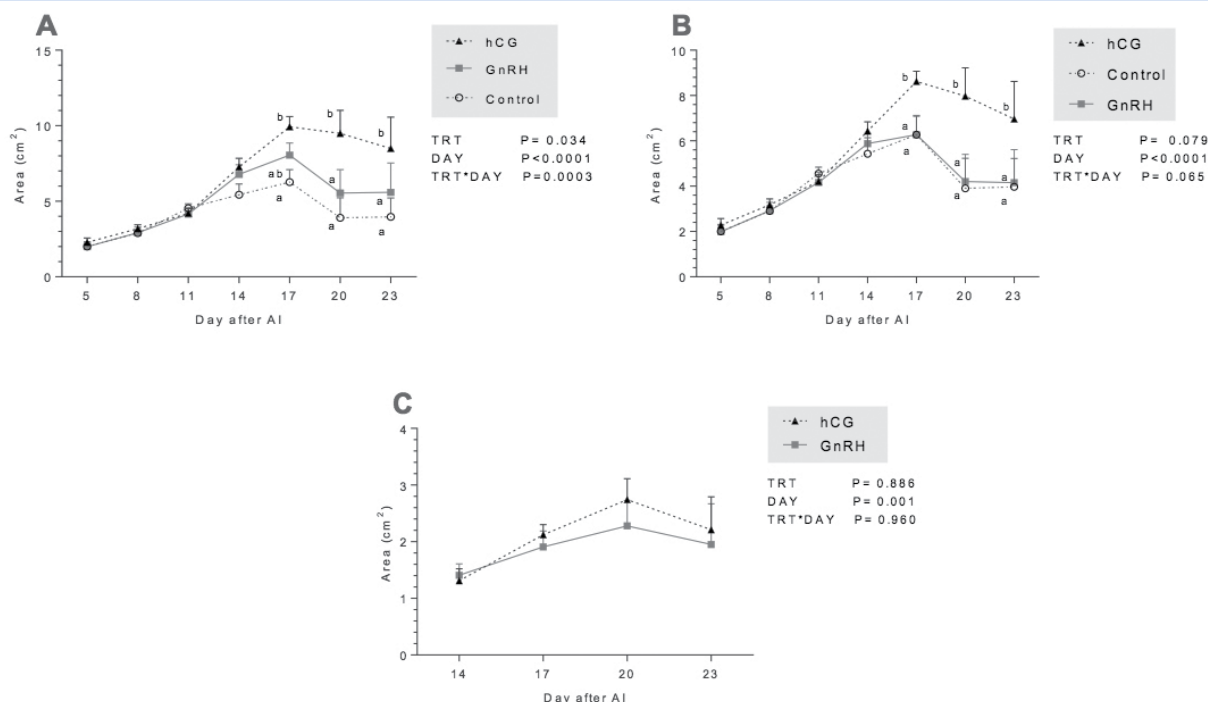 A
15
10
5
0
Area (cm²)
5 8 11 14 17 20 23
Day after AI
b b b
a b a a
a a a
hCG
GnRH
Control
TRT P= 0.034
DAY P<0.0001
TRT*DAY P=0.0003
B
10
8
6
4
2
0
Area (cm²)
5 8 11 14 17 20 23
Day after AI
b b b
a a a
a a a
hCG
Control
GnRH
TRT P= 0.079
DAY P<0.0001
TRT*DAY P= 0.065
C
4
3
2
1
0
Area (cm²)
14 17 20 23
Day after AI
hCG
GnRH
TRT P= 0.886
DAY P= 0.001
TRT*DAY P= 0.960